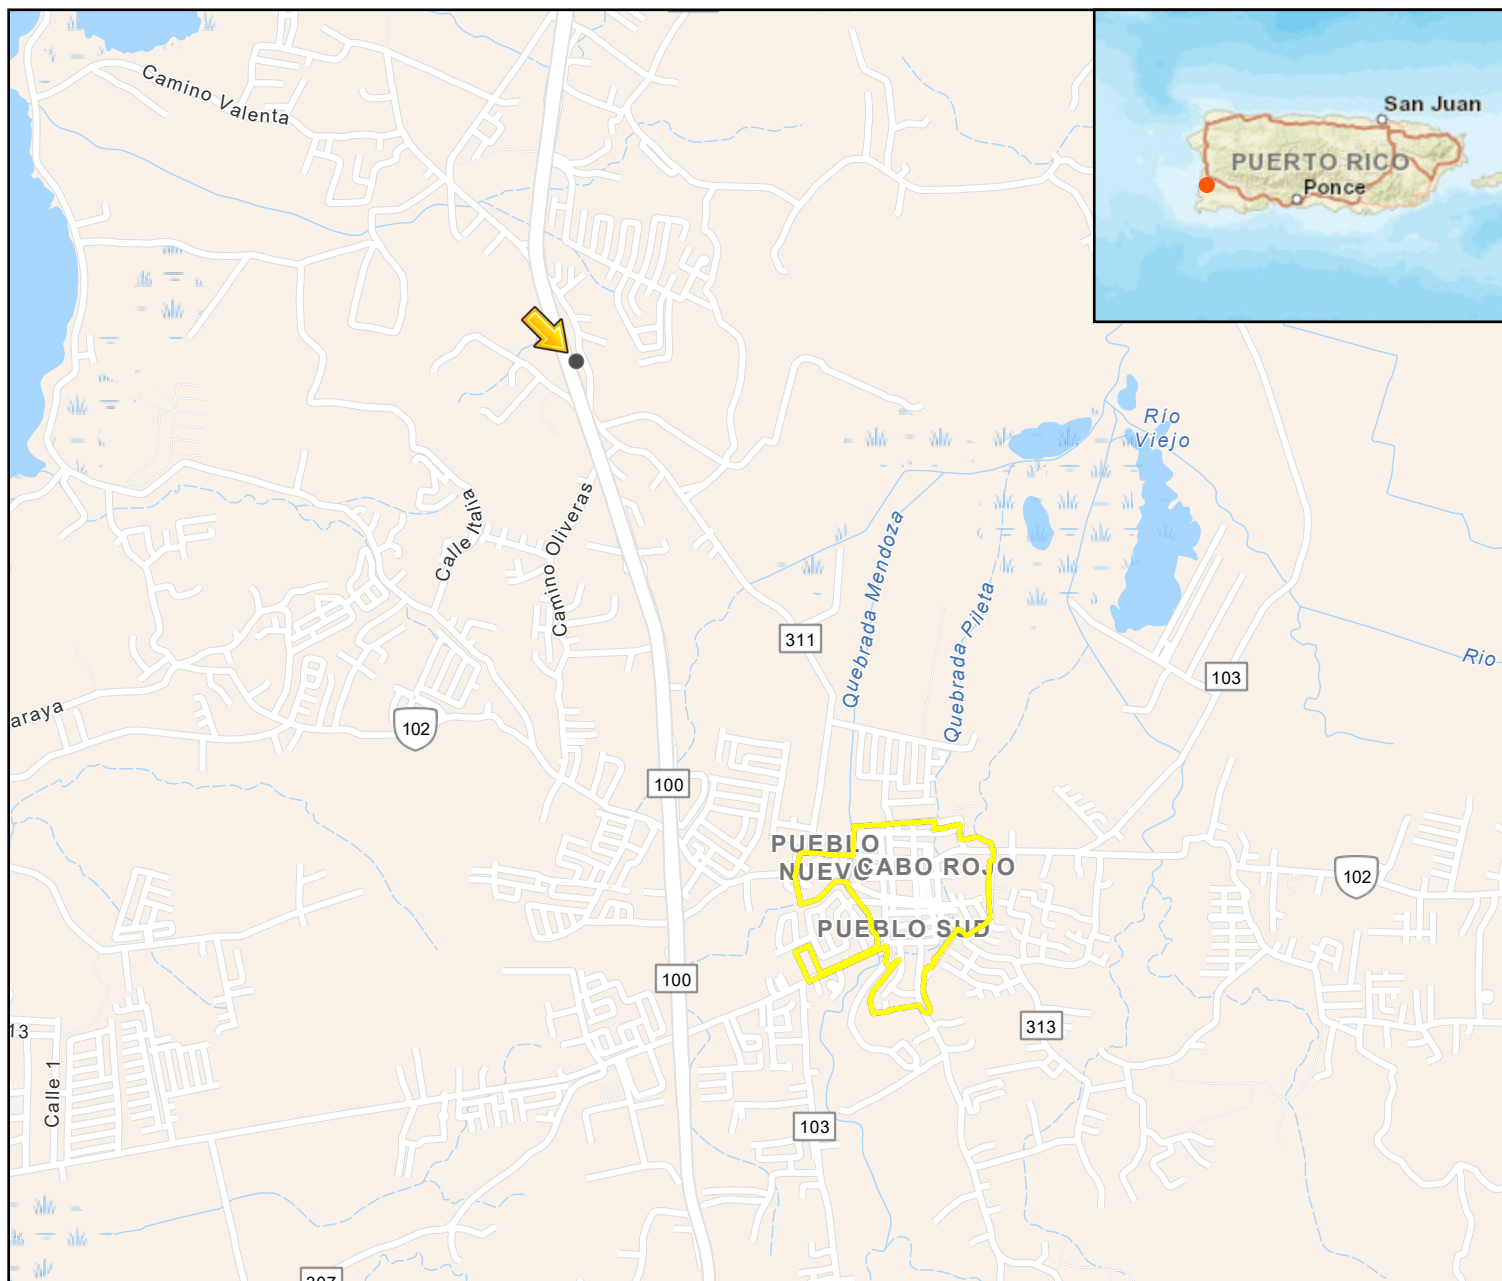 San Juan
PUERTO RICO
Ponce
Camino Valenta
Río
Viejo
Calle Italia
Camino Oliveras
Quebrada Mendoza
Quebrada Pileta
311
103
Rio
araya
102
100
PUEBLO
NUEVO
CABO ROJO
102
PUEBLO SUD
100
313
13
Calle 1
103
307